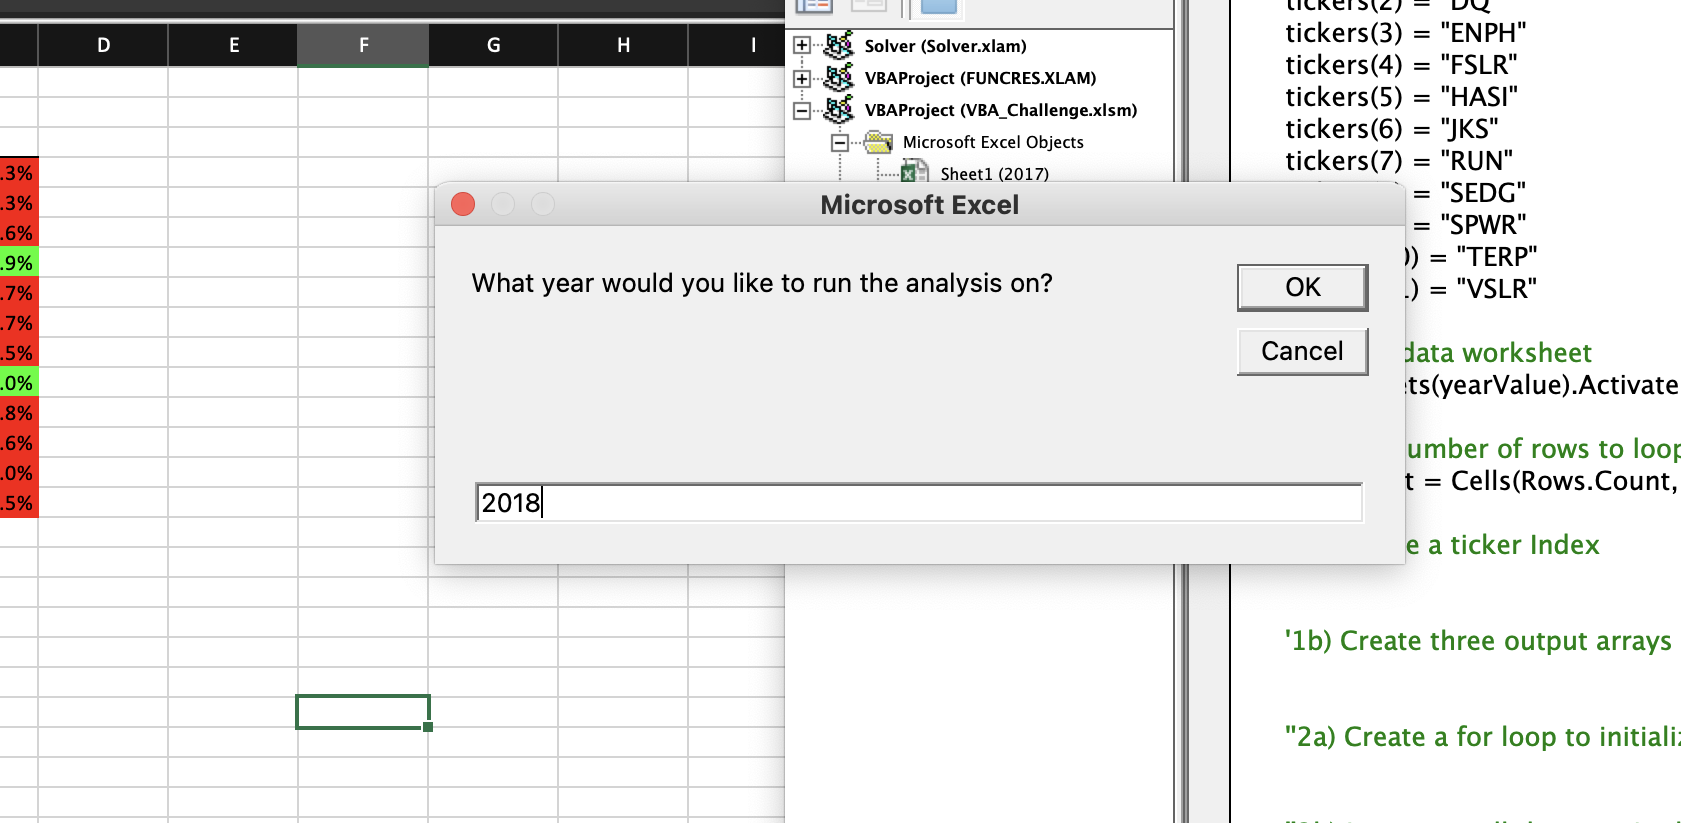 D E F G H I
.3%
.3%
.6%
.9%
.7%
.7%
.5%
.0%
.8%
.6%
.0%
.5%
Solver (Solver.xlam)
VBAProject (FUNCRES.XLAM)
VBAProject (VBA_Challenge.xlsm)
Microsoft Excel Objects
Sheet1 (2017)
Microsoft Excel
What year would you like to run the analysis on?
OK
Cancel
2018
tickers(2) = "DQ"
tickers(3) = "ENPH"
tickers(4) = "FSLR"
tickers(5) = "HASI"
tickers(6) = "JKS"
tickers(7) = "RUN"
= "SEDG"
= "SPWR"
) = "TERP"
) = "VSLR"
data worksheet
ts(yearValue).Activate
umber of rows to loop
t = Cells(Rows.Count,
e a ticker Index
'1b) Create three output arrays
"2a) Create a for loop to initializ